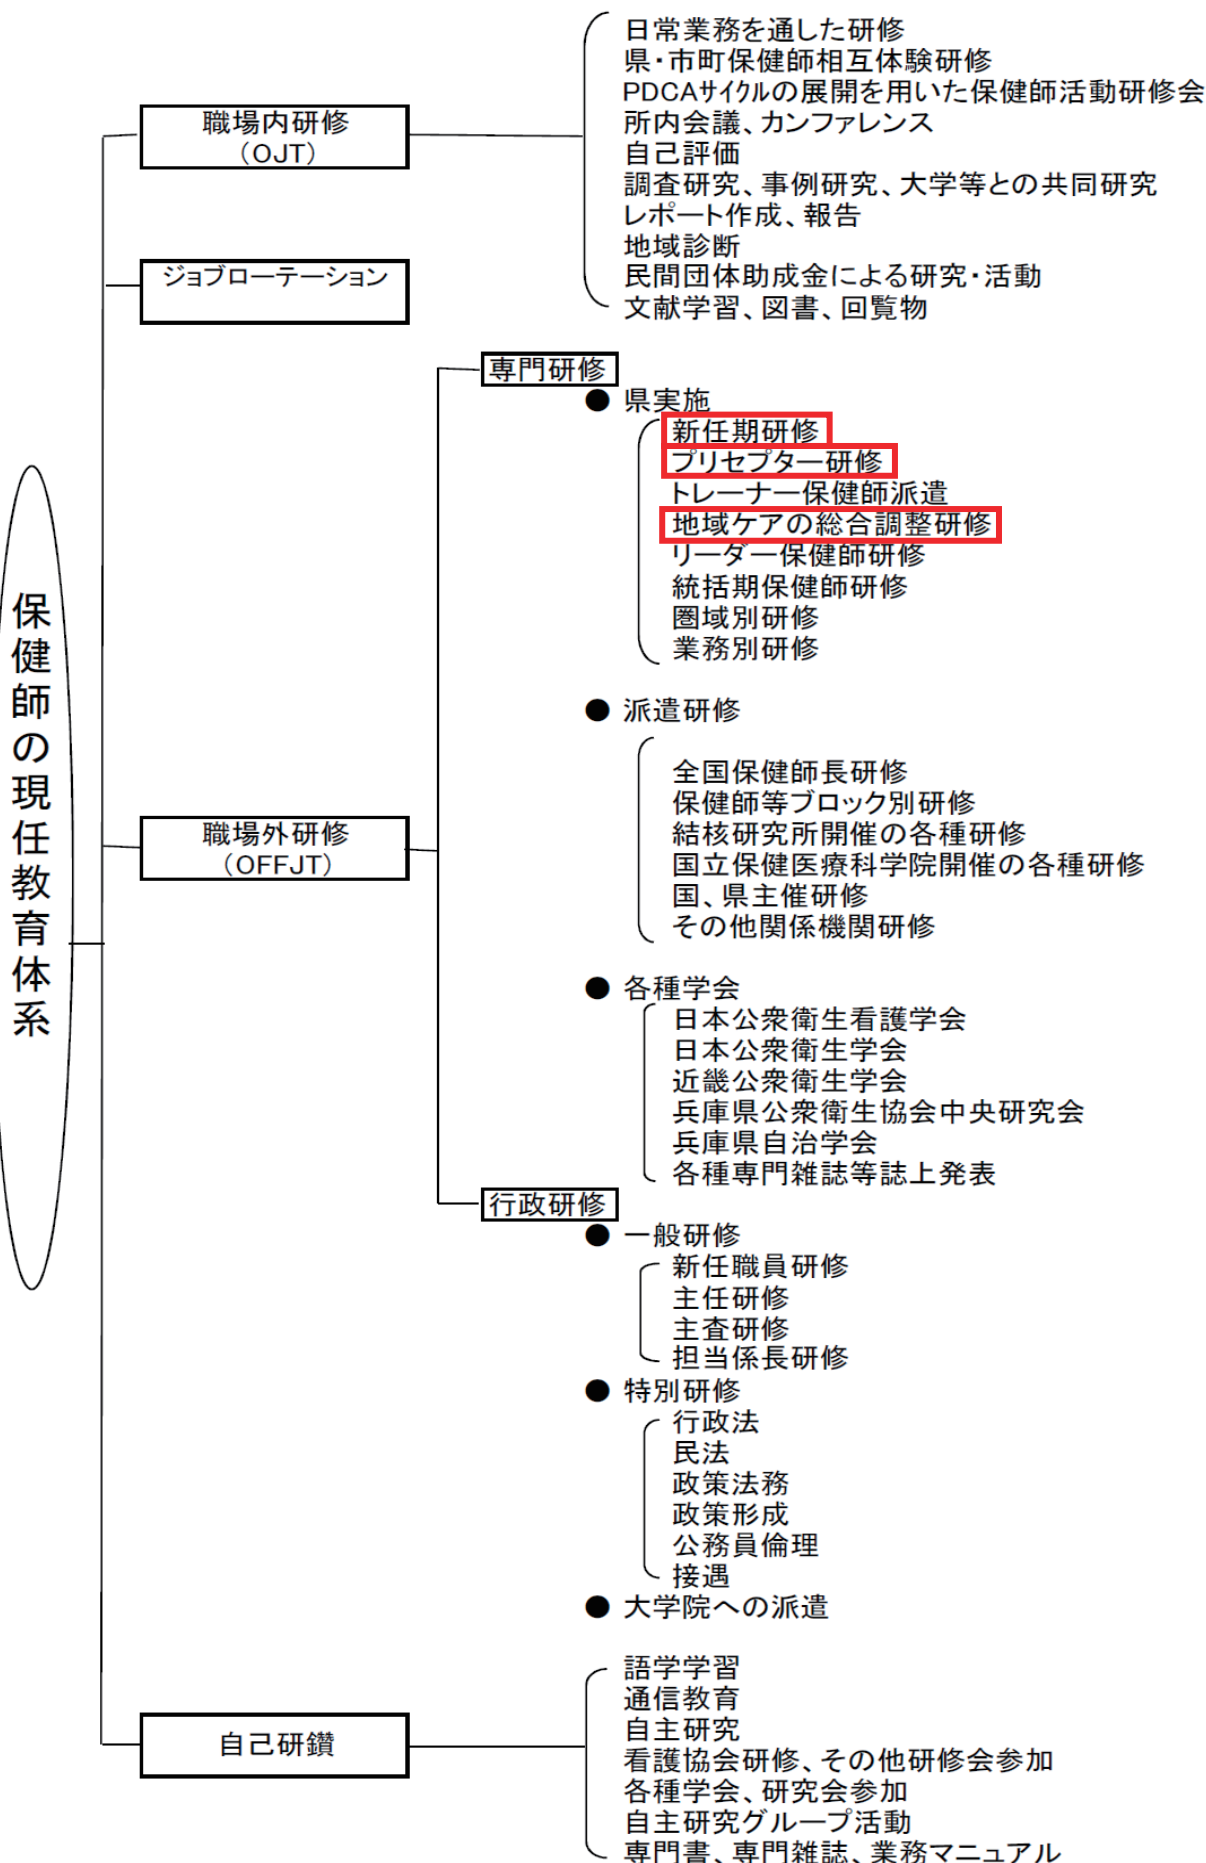 保健師の現任教育体系
職場内研修
（OJT）
日常業務を通した研修
県・市町保健師相互体験研修
PDCAサイクルの展開を用いた保健師活動研修会
所内会議、カンファレンス
自己評価
調査研究、事例研究、大学等との共同研究
レポート作成、報告
地域診断
民間団体助成金による研究・活動
文献学習、図書、回覧物
ジョブローテーション
職場外研修
（OFFJT）
専門研修
● 県実施
新任期研修
プリセプター研修
トレーナー保健師派遣
地域ケアの総合調整研修
リーダー保健師研修
統括期保健師研修
圏域別研修
業務別研修
● 派遣研修
全国保健師長研修
保健師等ブロック別研修
結核研究所開催の各種研修
国立保健医療科学院開催の各種研修
国、県主催研修
その他関係機関研修
● 各種学会
日本公衆衛生看護学会
日本公衆衛生学会
近畿公衆衛生学会
兵庫県公衆衛生協会中央研究会
兵庫県自治学会
各種専門雑誌等誌上発表
行政研修
● 一般研修
新任職員研修
主任研修
主査研修
担当係長研修
● 特別研修
行政法
民法
政策法務
政策形成
公務員倫理
接遇
● 大学院への派遣
自己研鑽
語学学習
通信教育
自主研究
看護協会研修、その他研修会参加
各種学会、研究会参加
自主研究グループ活動
専門書、専門雑誌、業務マニュアル